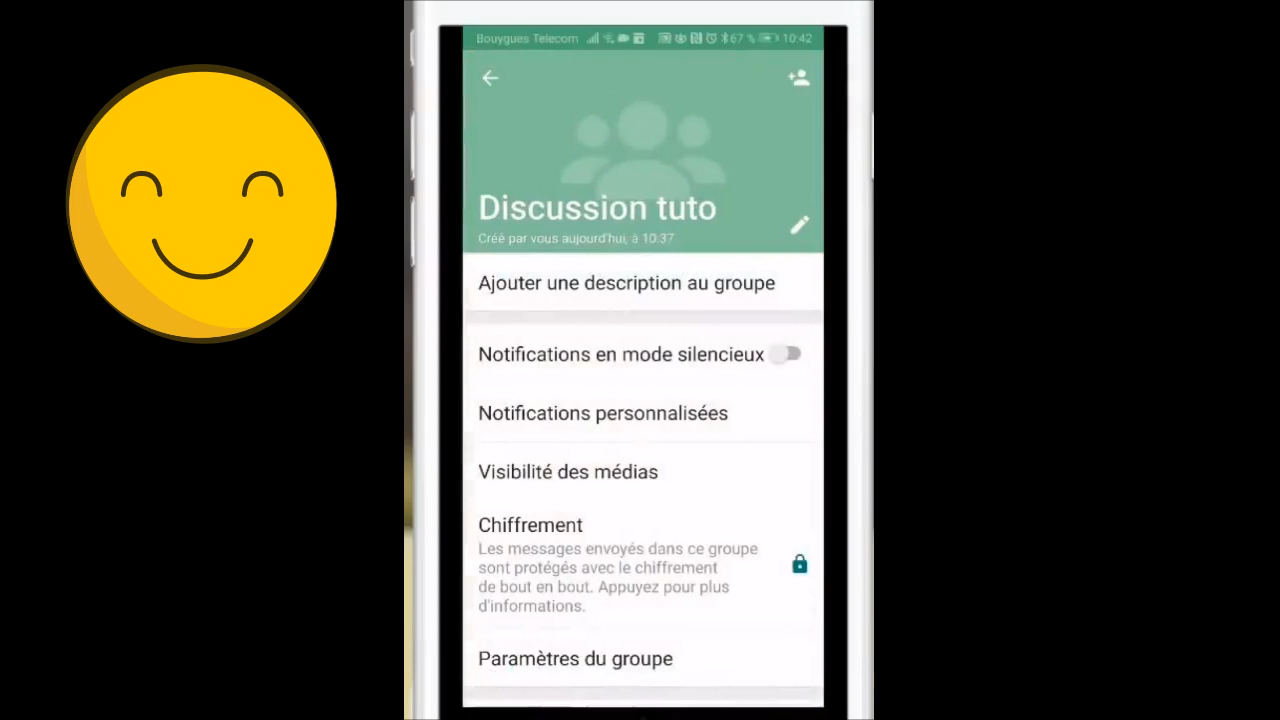 Bouygues Telecom 67 % 10:42
Discussion tuto
Créé par vous aujourd'hui, à 10:37
Ajouter une description au groupe
Notifications en mode silencieux
Notifications personnalisées
Visibilité des médias
Chiffrement
Les messages envoyés dans ce groupe
sont protégés avec le chiffrement
de bout en bout. Appuyez pour plus
d'informations.
Paramètres du groupe